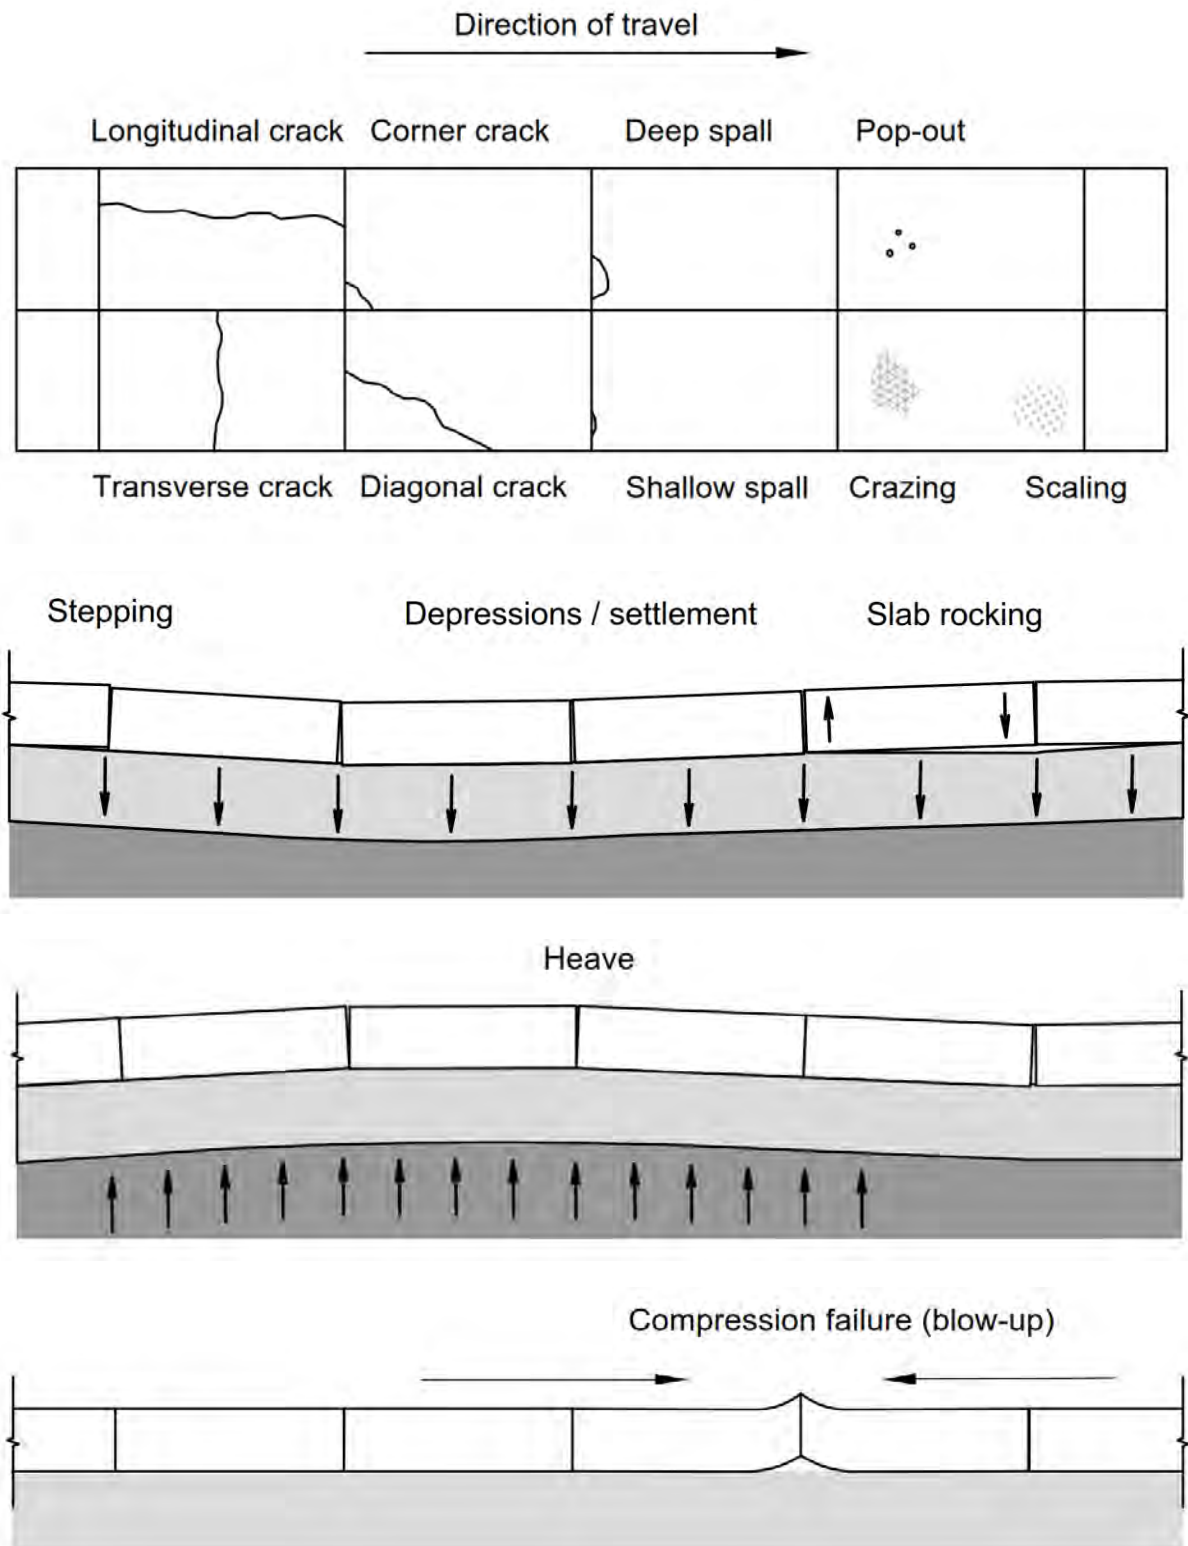 Direction of travel
Longitudinal crack Corner crack Deep spall Pop-out
Transverse crack Diagonal crack Shallow spall Crazing Scaling
Stepping Depressions / settlement Slab rocking
Heave
Compression failure (blow-up)